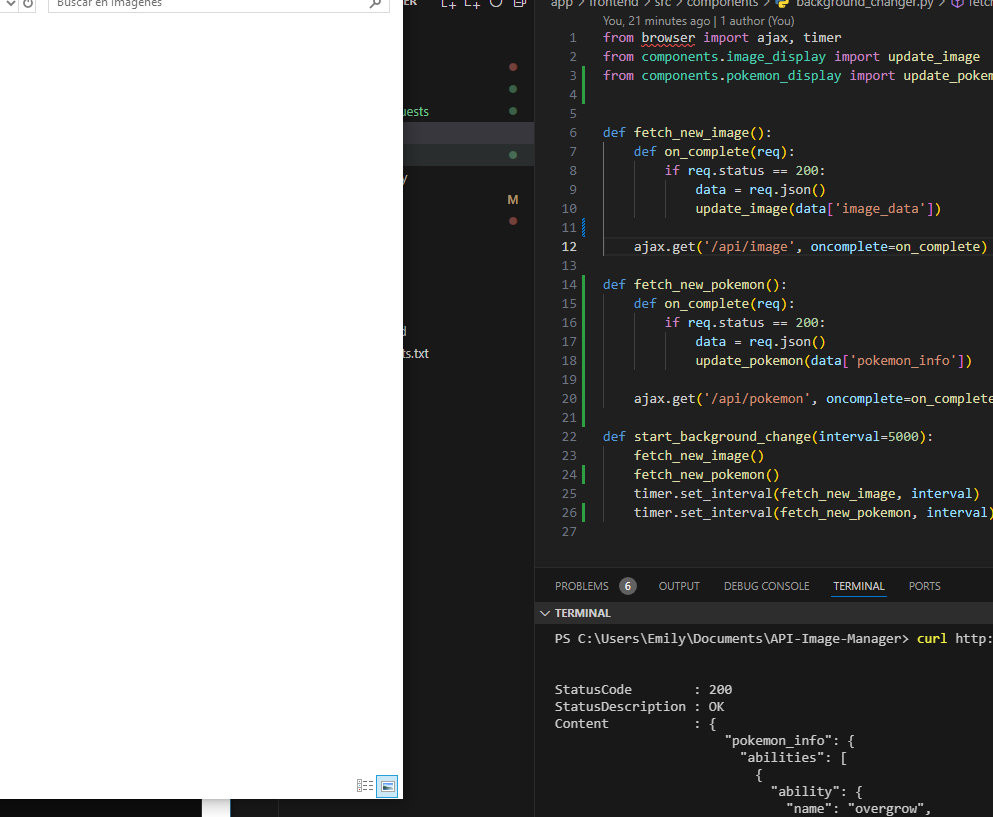 Buscar en Imágenes
ER
uests
y
M
d
ts.txt
app > frontend > src > components > background_changer.py > fetc
You, 21 minutes ago | 1 author (You)
1 from browser import ajax, timer
2 from components.image_display import update_image
3 from components.pokemon_display import update_pokem
4
5
6 def fetch_new_image():
7 def on_complete(req):
8 if req.status == 200:
9 data = req.json()
10 update_image(data['image_data'])
11
12 ajax.get('/api/image', oncomplete=on_complete)
13
14 def fetch_new_pokemon():
15 def on_complete(req):
16 if req.status == 200:
17 data = req.json()
18 update_pokemon(data['pokemon_info'])
19
20 ajax.get('/api/pokemon', oncomplete=on_complete
21
22 def start_background_change(interval=5000):
23 fetch_new_image()
24 fetch_new_pokemon()
25 timer.set_interval(fetch_new_image, interval)
26 timer.set_interval(fetch_new_pokemon, interval)
27
PROBLEMS 6 OUTPUT DEBUG CONSOLE TERMINAL PORTS
TERMINAL
PS C:\Users\Emily\Documents\API-Image-Manager> curl http:
StatusCode : 200
StatusDescription : OK
Content : {
"pokemon_info": {
"abilities": [
{
"ability": {
"name": "overgrow",